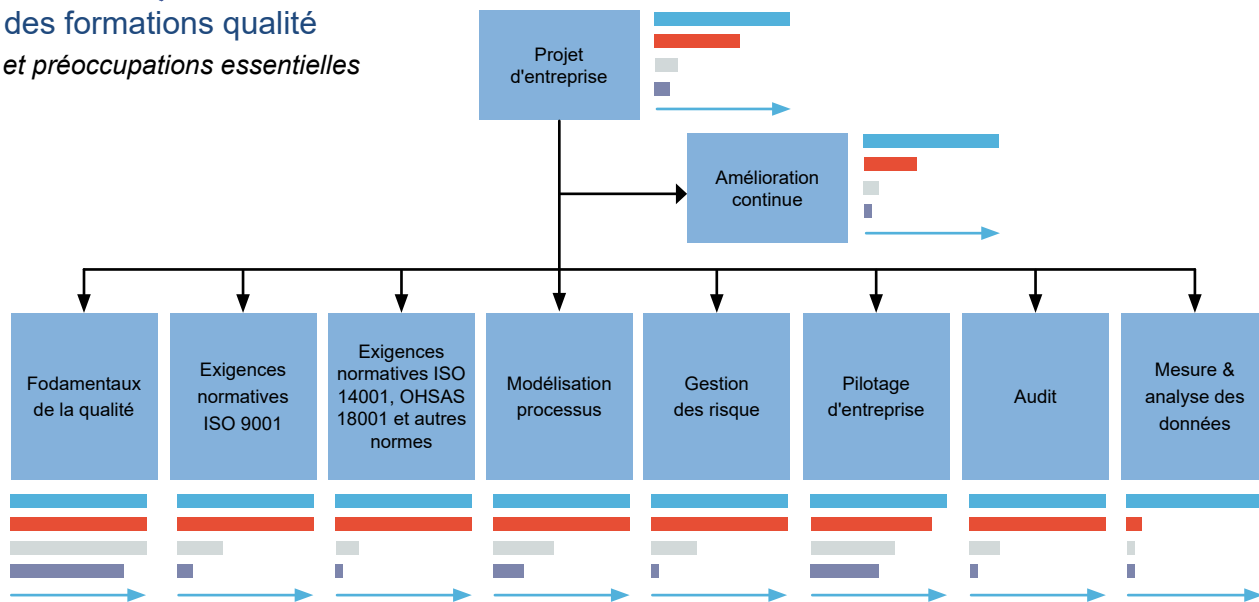 des formations qualité
et préoccupations essentielles
Projet
d'entreprise
Amélioration
continue
Fodamentaux
de la qualité
Exigences
normatives
ISO 9001
Exigences
normatives ISO
14001, OHSAS
18001 et autres
normes
Modélisation
processus
Gestion
des risque
Pilotage
d'entreprise
Audit
Mesure &
analyse des
données